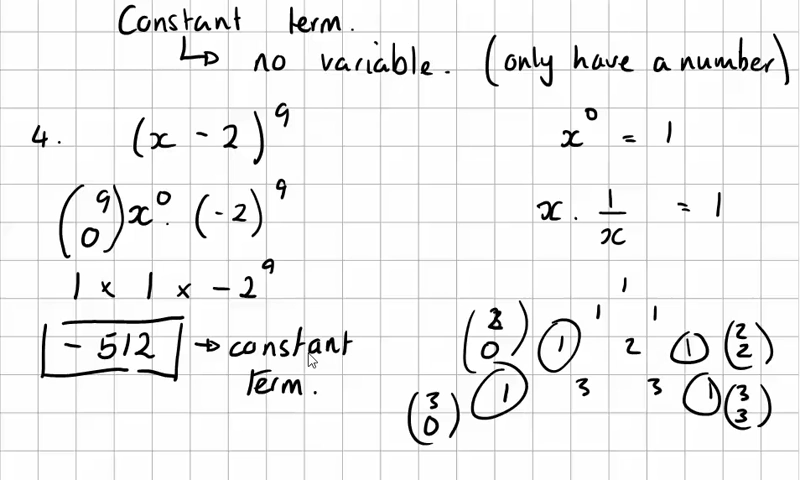 Constant term.
↳ no variable. (only have a number)
4. (x - 2)^9
x^0 = 1
(9 0) x^0 · (-2)^9
x · 1/x = 1
1 × 1 × -2^9
-512 → constant term.
1
1 1
(2 0) 1 2 1 (2 2)
(3 0) 1 3 3 1 (3 3)